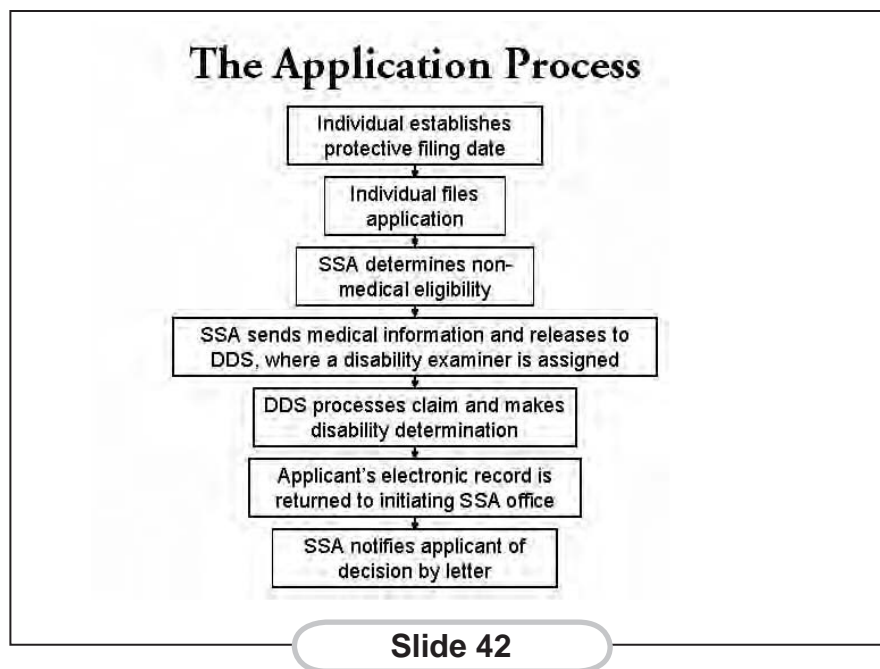 The Application Process
Individual establishes
protective filing date
Individual files
application
SSA determines non-
medical eligibility
SSA sends medical information and releases to
DDS, where a disability examiner is assigned
DDS processes claim and makes
disability determination
Applicant's electronic record is
returned to initiating SSA office
SSA notifies applicant of
decision by letter
Slide 42